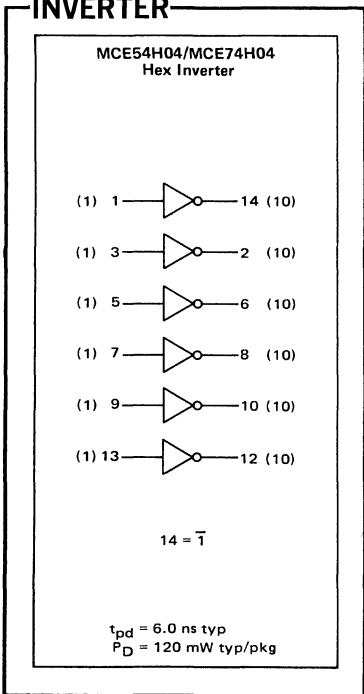 INVERTER
MCE54H04/MCE74H04
Hex Inverter
(1) 1 14 (10)
(1) 3 2 (10)
(1) 5 6 (10)
(1) 7 8 (10)
(1) 9 10 (10)
(1) 13 12 (10)
14 = 1̅
tpd = 6.0 ns typ
PD = 120 mW typ/pkg